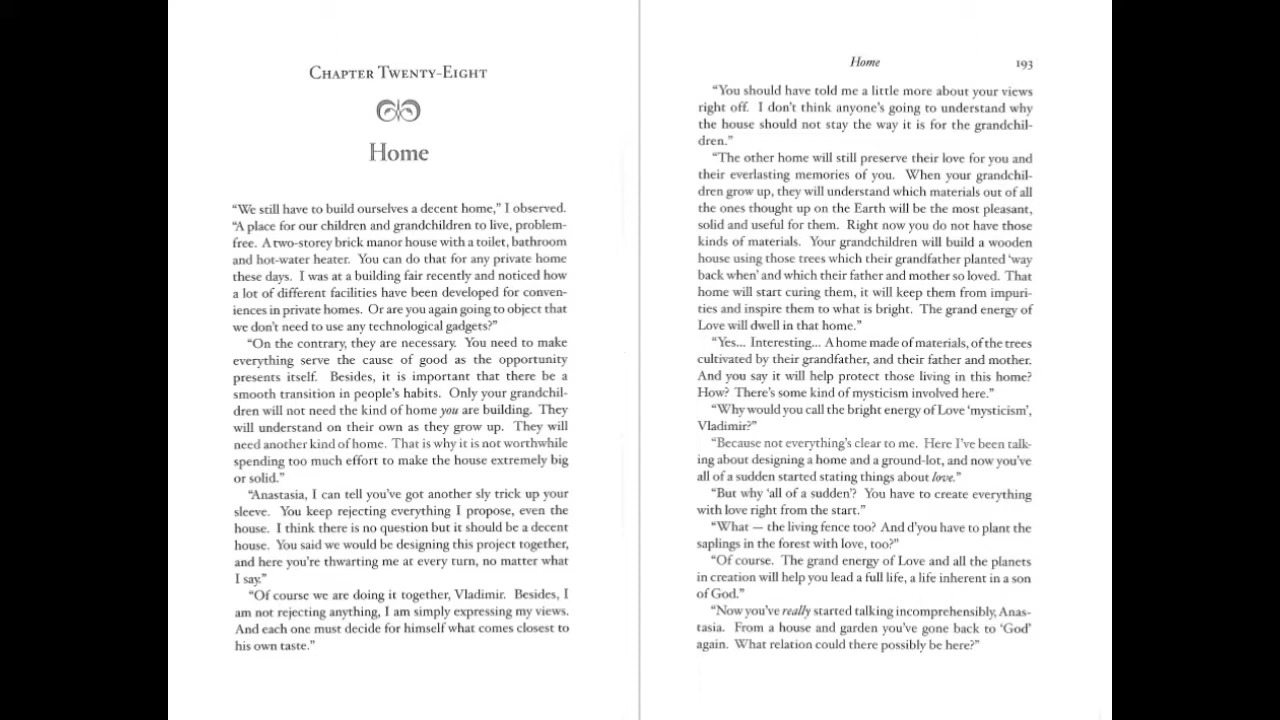 CHAPTER TWENTY-EIGHT
Home
“We still have to build ourselves a decent home,” I observed.
“A place for our children and grandchildren to live, problem-
free. A two-storey brick manor house with a toilet, bathroom
and hot-water heater. You can do that for any private home
these days. I was at a building fair recently and noticed how
a lot of different facilities have been developed for conven-
iences in private homes. Or are you again going to object that
we don't need to use any technological gadgets?”
“On the contrary, they are necessary. You need to make
everything serve the cause of good as the opportunity
presents itself. Besides, it is important that there be a
smooth transition in people's habits. Only your grandchil-
dren will not need the kind of home you are building. They
will understand on their own as they grow up. They will
need another kind of home. That is why it is not worthwhile
spending too much effort to make the house extremely big
or solid.”
“Anastasia, I can tell you've got another sly trick up your
sleeve. You keep rejecting everything I propose, even the
house. I think there is no question but it should be a decent
house. You said we would be designing this project together,
and here you're thwarting me at every turn, no matter what
I say.”
“Of course we are doing it together, Vladimir. Besides, I
am not rejecting anything, I am simply expressing my views.
And each one must decide for himself what comes closest to
his own taste.”
Home 193
“You should have told me a little more about your views
right off. I don't think anyone's going to understand why
the house should not stay the way it is for the grandchil-
dren.”
“The other home will still preserve their love for you and
their everlasting memories of you. When your grandchil-
dren grow up, they will understand which materials out of all
the ones thought up on the Earth will be the most pleasant,
solid and useful for them. Right now you do not have those
kinds of materials. Your grandchildren will build a wooden
house using those trees which their grandfather planted ‘way
back when’ and which their father and mother so loved. That
home will start curing them, it will keep them from impuri-
ties and inspire them to what is bright. The grand energy of
Love will dwell in that home.”
“Yes... Interesting... A home made of materials, of the trees
cultivated by their grandfather, and their father and mother.
And you say it will help protect those living in this home?
How? There's some kind of mysticism involved here.”
“Why would you call the bright energy of Love ‘mysticism’,
Vladimir?”
“Because not everything's clear to me. Here I've been talk-
ing about designing a home and a ground-lot, and now you've
all of a sudden started stating things about love.”
“But why ‘all of a sudden’? You have to create everything
with love right from the start.”
“What — the living fence too? And d'you have to plant the
saplings in the forest with love, too?”
“Of course. The grand energy of Love and all the planets
in creation will help you lead a full life, a life inherent in a son
of God.”
“Now you've really started talking incomprehensibly, Anas-
tasia. From a house and garden you've gone back to ‘God’
again. What relation could there possibly be here?”